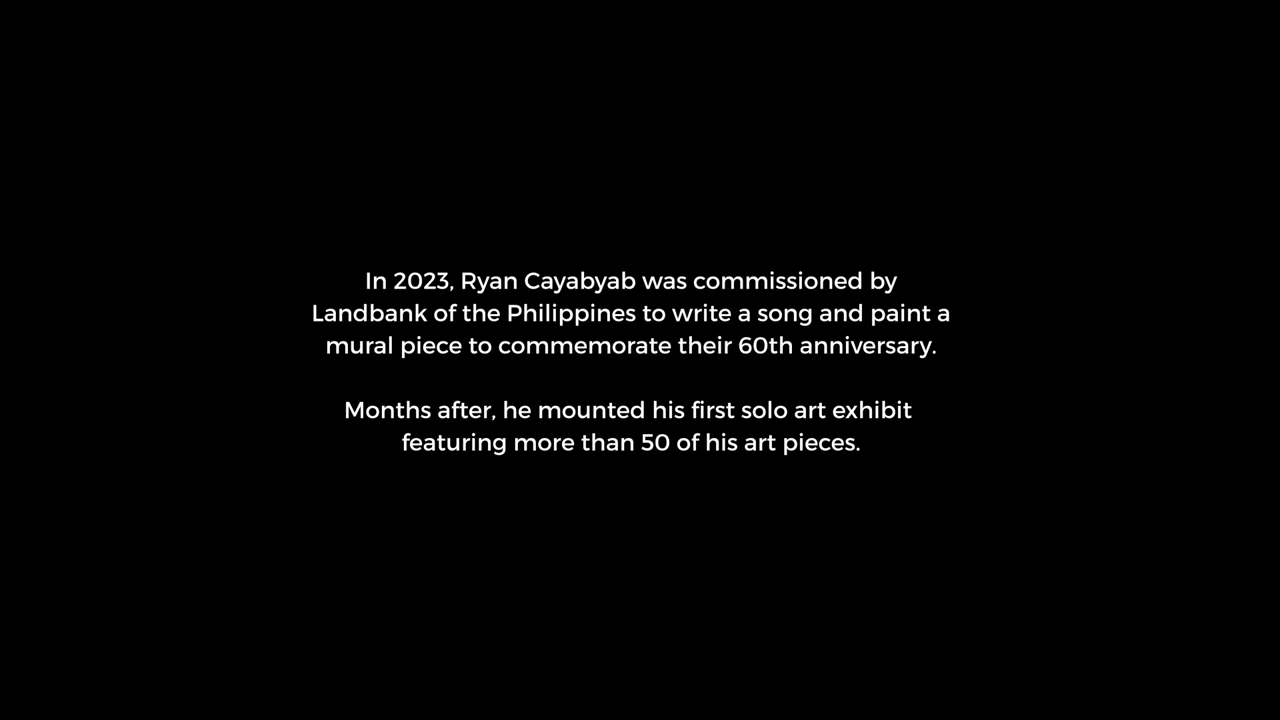 In 2023, Ryan Cayabyab was commissioned by
Landbank of the Philippines to write a song and paint a
mural piece to commemorate their 60th anniversary.
Months after, he mounted his first solo art exhibit
featuring more than 50 of his art pieces.